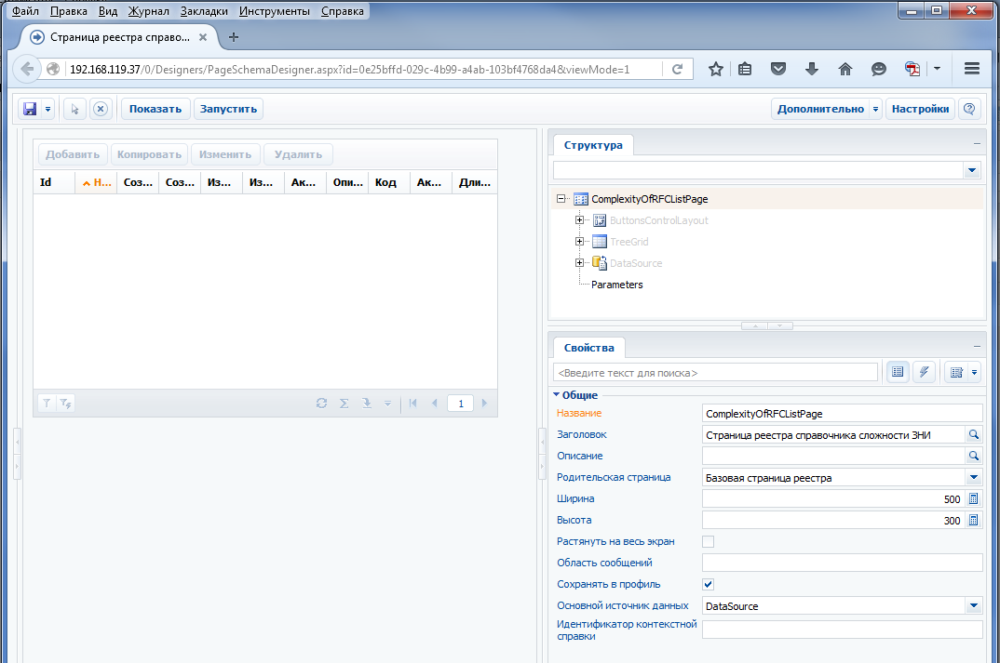 Файл Правка Вид Журнал Закладки Инструменты Справка
Страница реестра справо...
192.168.119.37/0/Designers/PageSchemaDesigner.aspx?id=0e25bffd-029c-4b99-a4ab-103bf4768da4&viewMode=1
Показать Запустить Дополнительно Настройки
Добавить Копировать Изменить Удалить
Id Н... Соз... Соз... Из... Из... Ак... Опи... Код Ак... Дли...
1
Структура
ComplexityOfRFCListPage
ButtonsControlLayout
TreeGrid
DataSource
Parameters
Свойства
<Введите текст для поиска>
Общие
Название ComplexityOfRFCListPage
Заголовок Страница реестра справочника сложности ЗНИ
Описание
Родительская страница Базовая страница реестра
Ширина 500
Высота 300
Растянуть на весь экран
Область сообщений
Сохранять в профиль
Основной источник данных DataSource
Идентификатор контекстной
справки